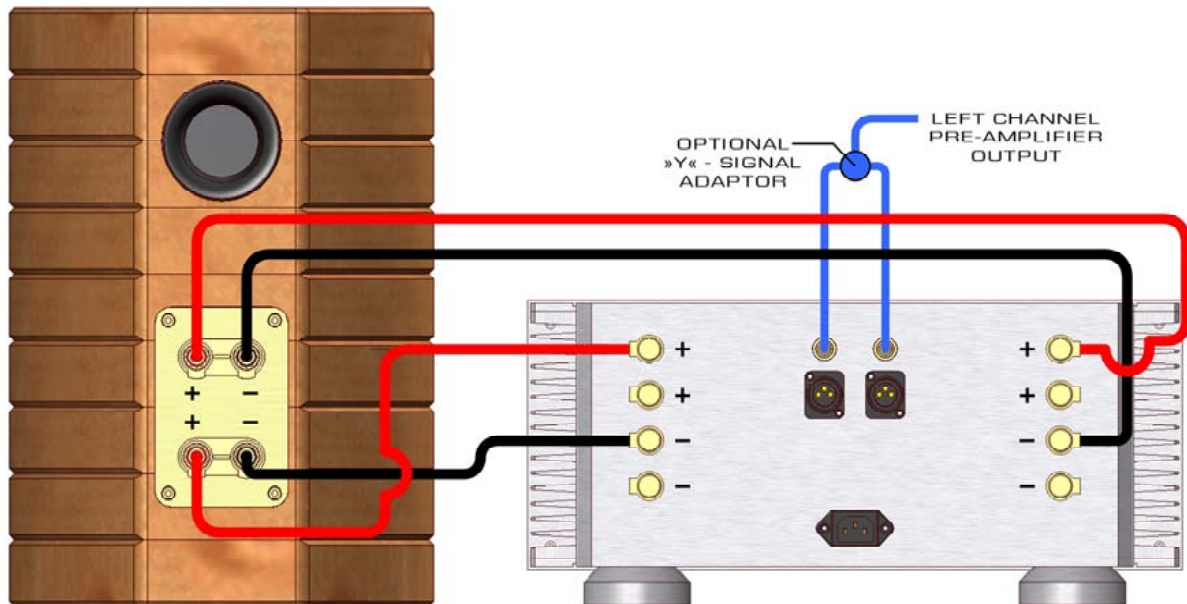 LEFT CHANNEL
PRE-AMPLIFIER
OUTPUT
OPTIONAL
»Y« - SIGNAL
ADAPTOR
+ +
+ -
+ -
+ +
- -
- -